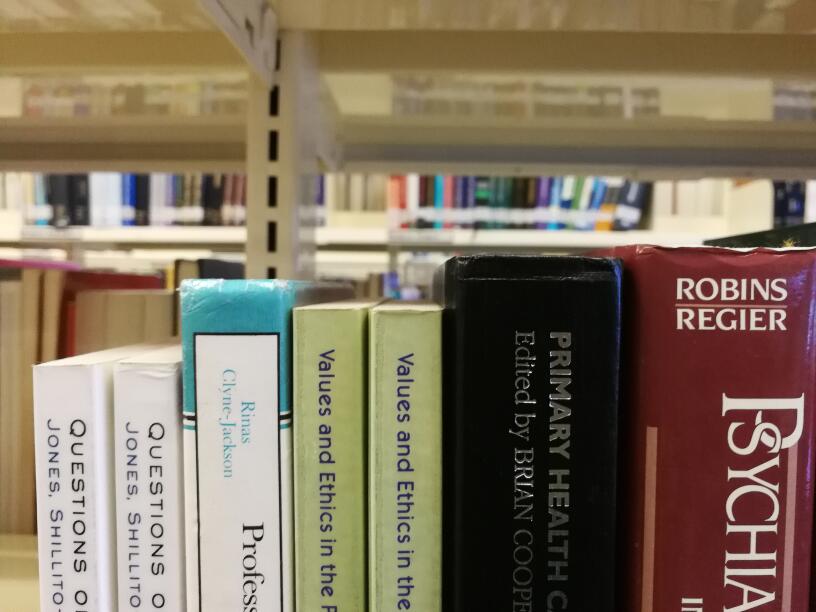 QUESTIONS O
JONES, SHILLITO
QUESTIONS O
JONES, SHILLITO
Rinas
Clyne-Jackson
Profess
Values and Ethics in the
Values and Ethics in the
PRIMARY HEALTH
Edited by BRIAN COOPE
ROBINS
REGIER
PSYCHIA